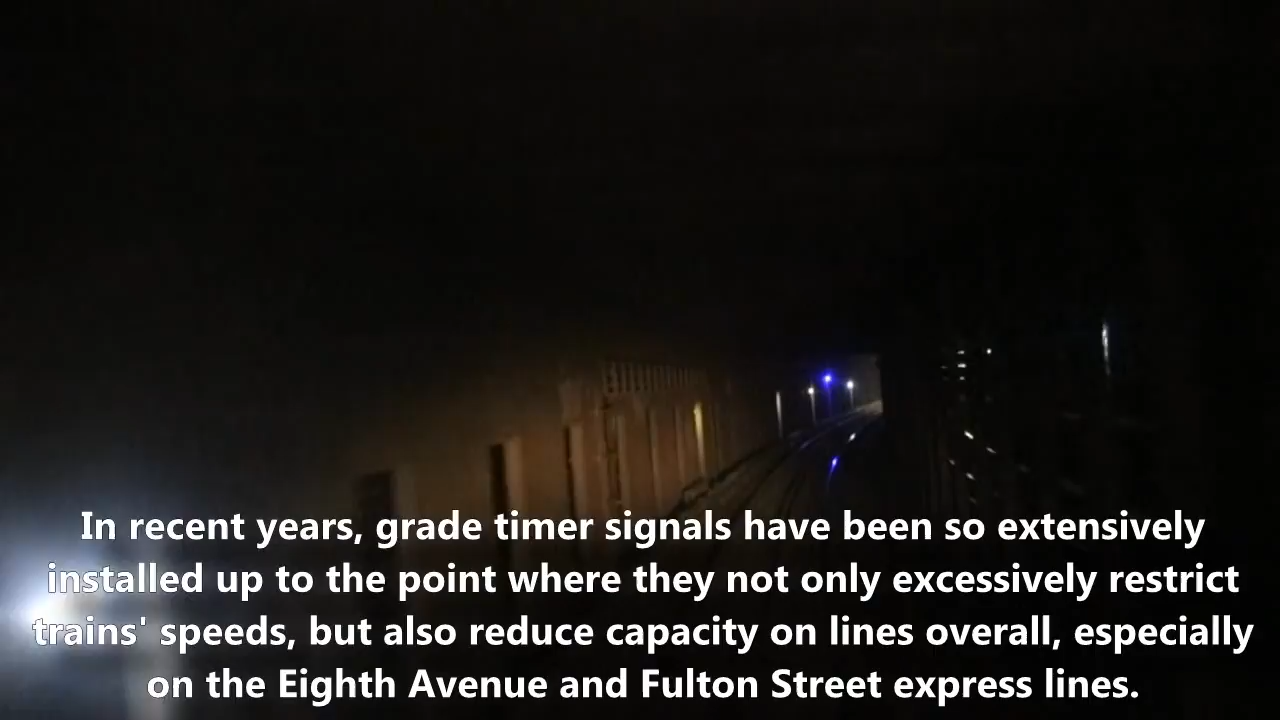 In recent years, grade timer signals have been so extensively
installed up to the point where they not only excessively restrict
trains' speeds, but also reduce capacity on lines overall, especially
on the Eighth Avenue and Fulton Street express lines.